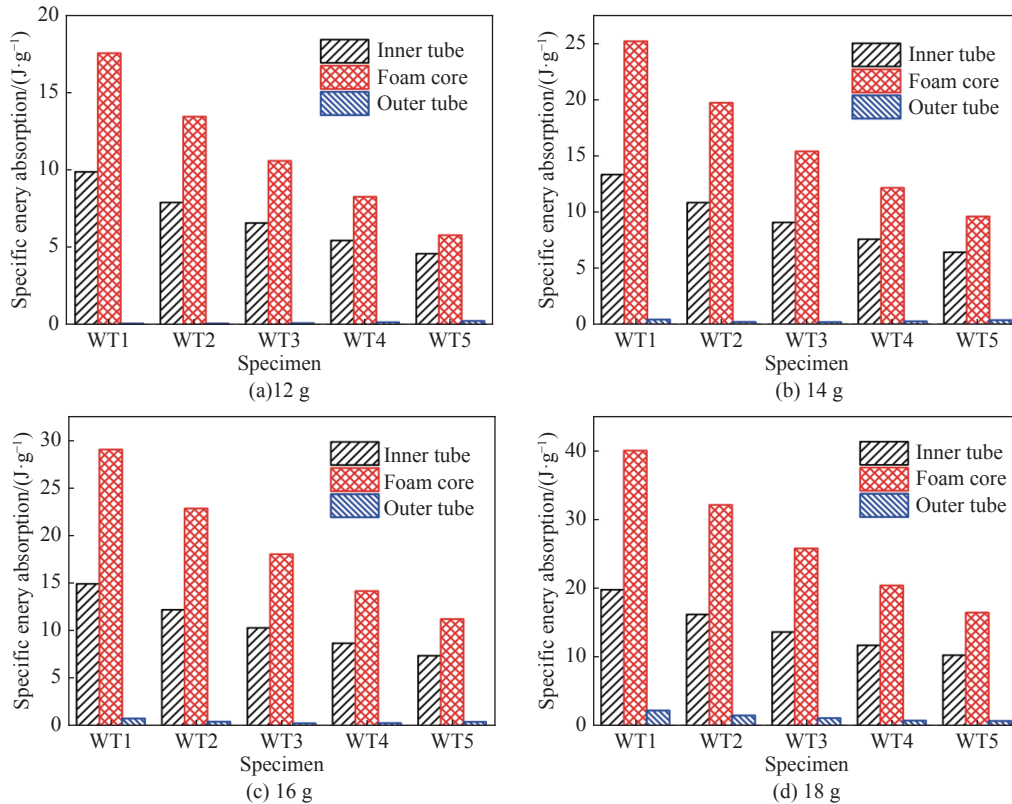 20
15
10
5
0
Specific enery absorption/(J·g⁻¹)
Inner tube
Foam core
Outer tube
WT1 WT2 WT3 WT4 WT5
Specimen
(a)12 g
25
20
15
10
5
0
Specific enery absorption/(J·g⁻¹)
Inner tube
Foam core
Outer tube
WT1 WT2 WT3 WT4 WT5
Specimen
(b) 14 g
30
25
20
15
10
5
0
Specific enery absorption/(J·g⁻¹)
Inner tube
Foam core
Outer tube
WT1 WT2 WT3 WT4 WT5
Specimen
(c) 16 g
40
30
20
10
0
Specific enery absorption/(J·g⁻¹)
Inner tube
Foam core
Outer tube
WT1 WT2 WT3 WT4 WT5
Specimen
(d) 18 g